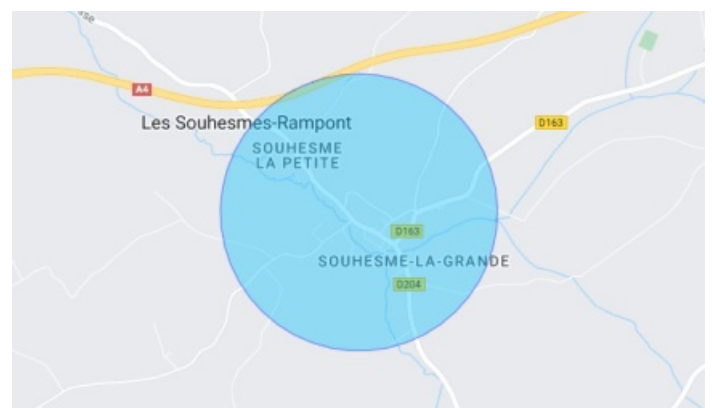 A4
Les Souhesmes-Rampont
D163
SOUHESME
LA PETITE
D163
SOUHESME-LA-GRANDE
D204